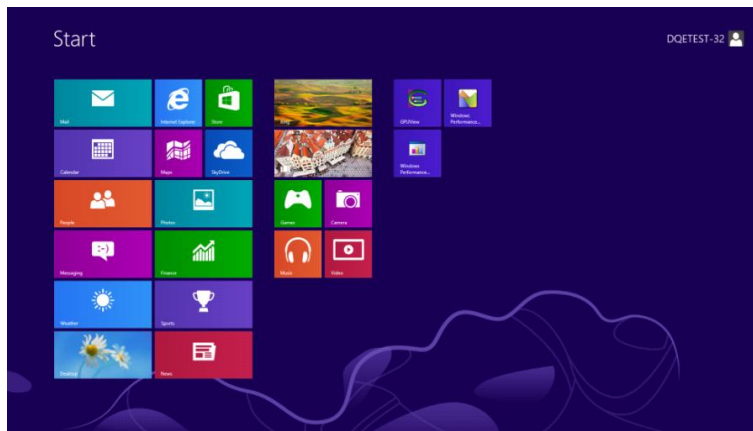 Start
DQETEST-32
Mail
Internet Explorer
Store
Calendar
Maps
SkyDrive
People
Photos
Messaging
:-)
Finance
Weather
Sports
Desktop
News
Games
Camera
Music
Video
GPUView
Windows
Performance...
Windows
Performance...